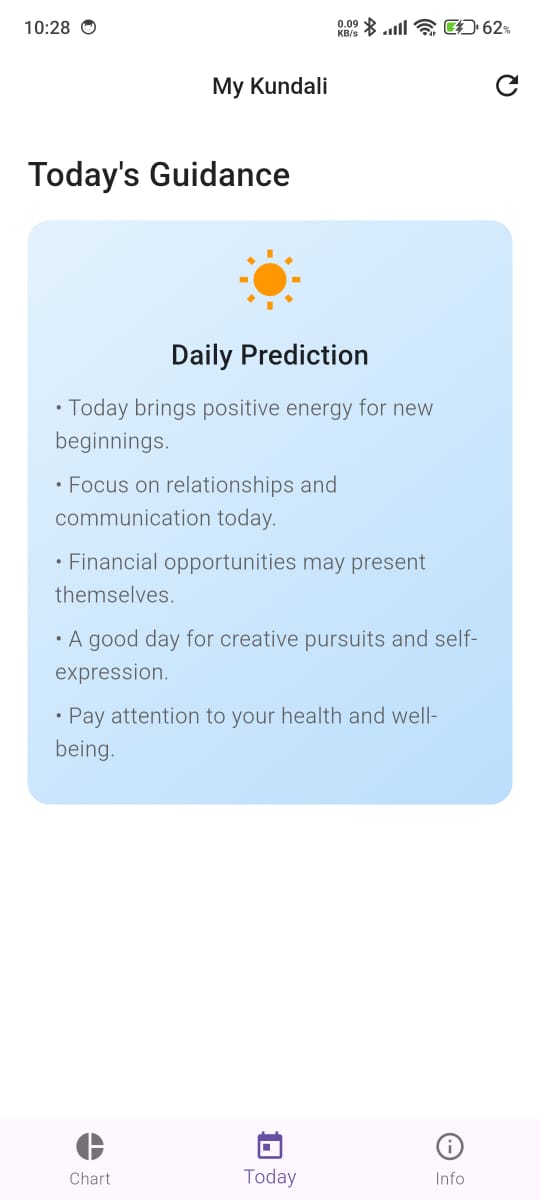 10:28
0.09
KB/s
62%
My Kundali
Today's Guidance
Daily Prediction
• Today brings positive energy for new
beginnings.
• Focus on relationships and
communication today.
• Financial opportunities may present
themselves.
• A good day for creative pursuits and self-
expression.
• Pay attention to your health and well-
being.
Chart
Today
Info